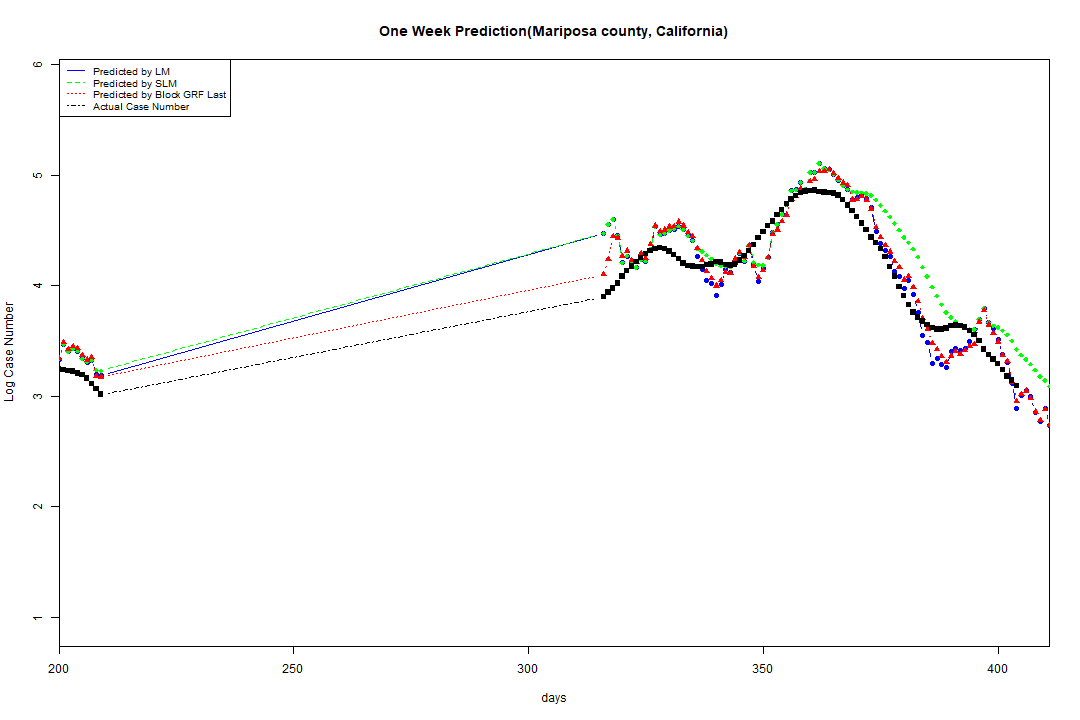 One Week Prediction(Mariposa county, California)
Predicted by LM
Predicted by SLM
Predicted by Block GRF Last
Actual Case Number
6
5
4
3
2
1
Log Case Number
200 250 300 350 400
days